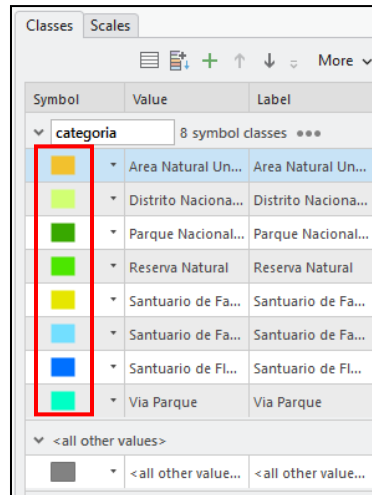 Classes Scales
More
Symbol Value Label
categoria 8 symbol classes
Area Natural Un... Area Natural Un...
Distrito Naciona... Distrito Naciona...
Parque Nacional... Parque Nacional...
Reserva Natural Reserva Natural
Santuario de Fa... Santuario de Fa...
Santuario de Fa... Santuario de Fa...
Santuario de Fl... Santuario de Fl...
Via Parque Via Parque
<all other values>
<all other value... <all other value...